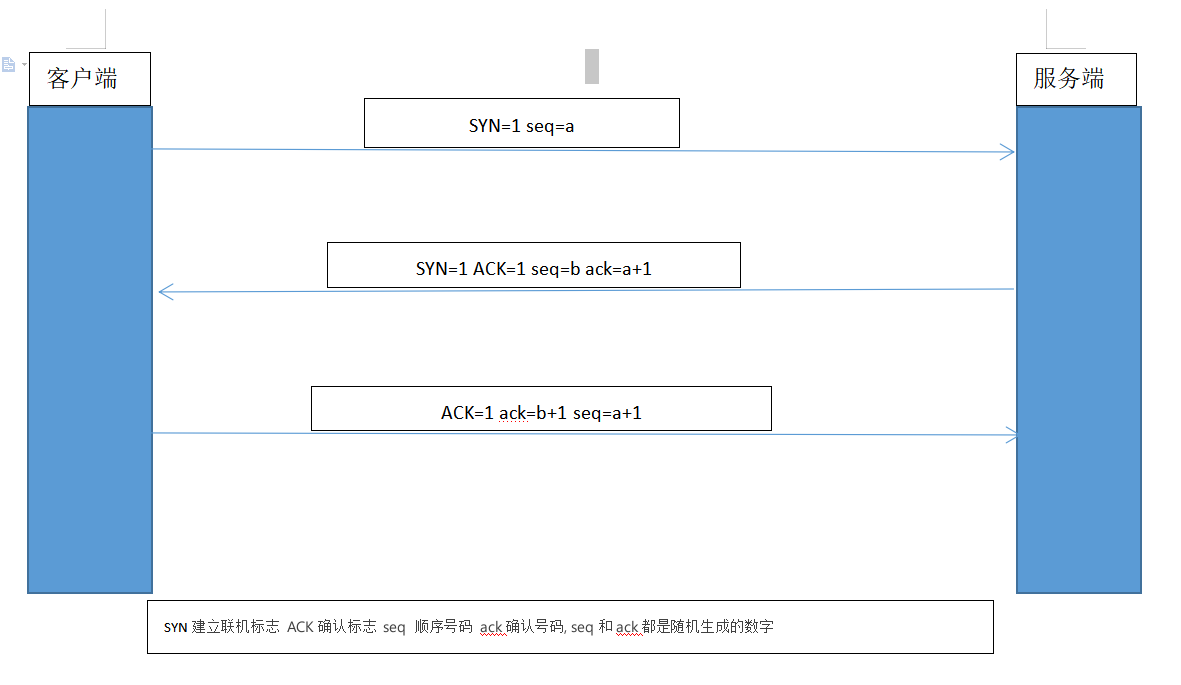 客户端
服务端
SYN=1 seq=a
SYN=1 ACK=1 seq=b ack=a+1
ACK=1 ack=b+1 seq=a+1
SYN 建立联机标志 ACK 确认标志 seq 顺序号码 ack 确认号码, seq 和 ack 都是随机生成的数字